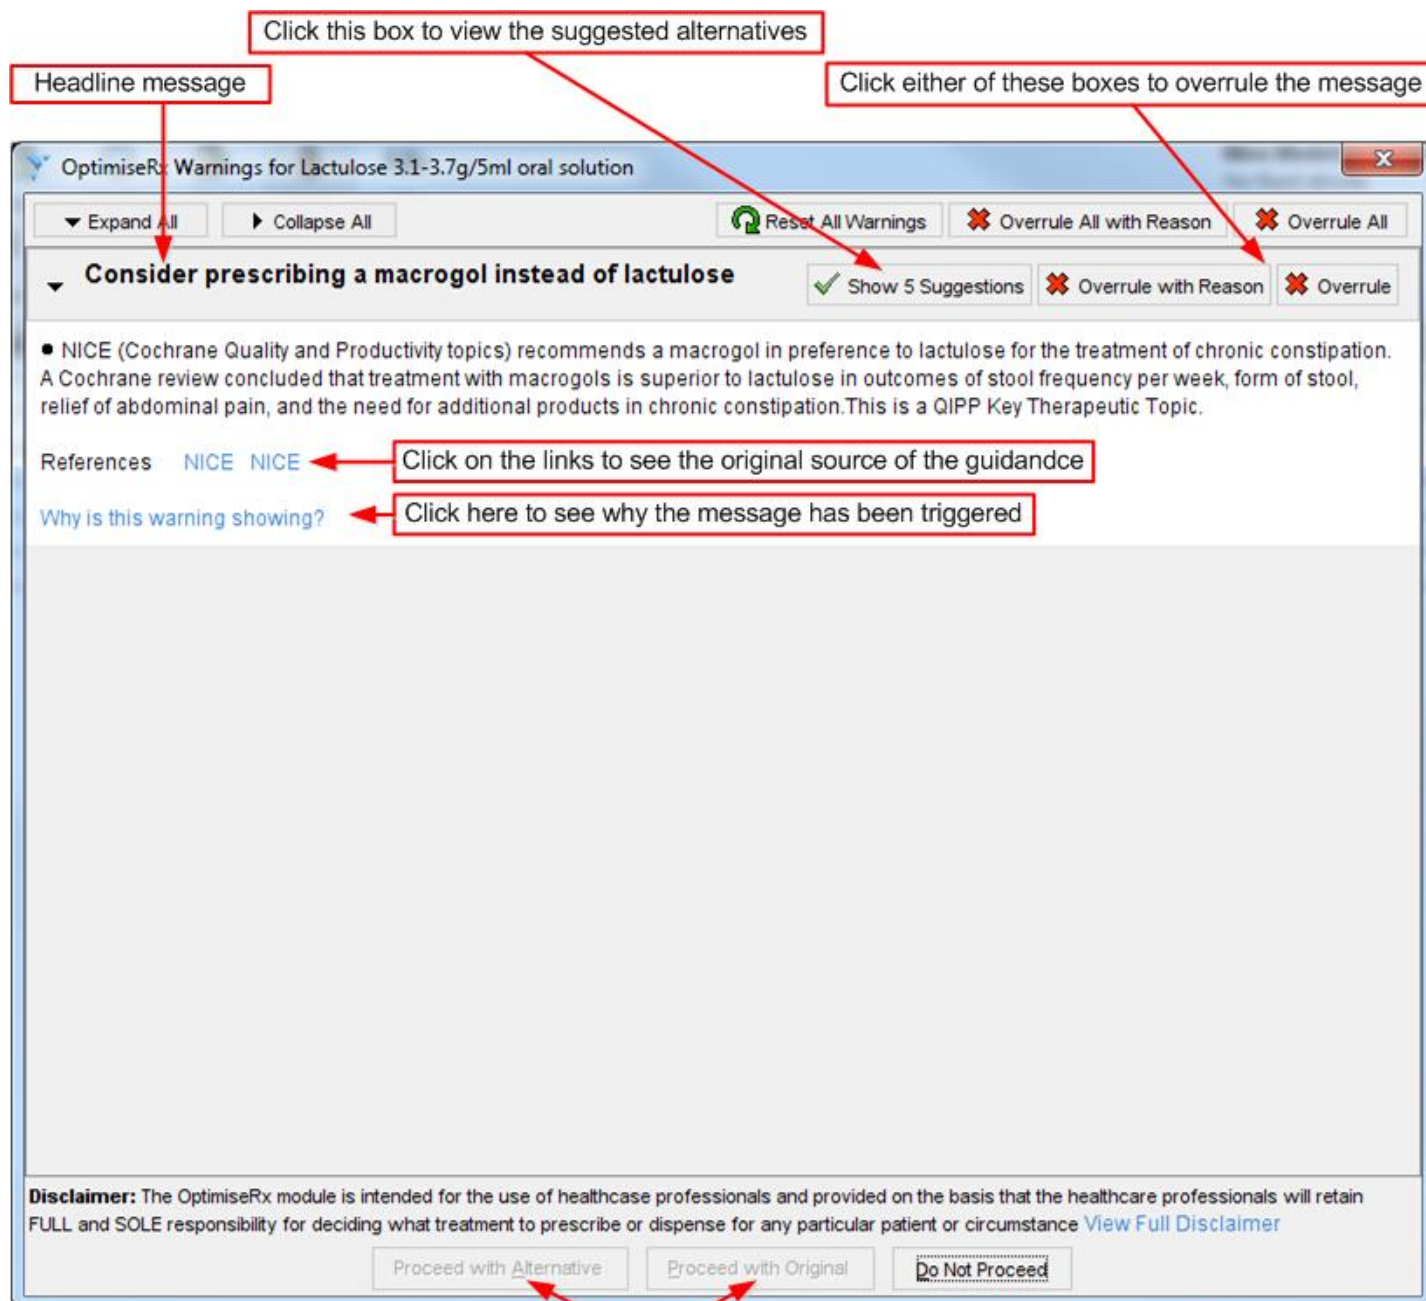 Click this box to view the suggested alternatives
Headline message
Click either of these boxes to overrule the message
OptimiseRx Warnings for Lactulose 3.1-3.7g/5ml oral solution
Expand All Collapse All Reset All Warnings Overrule All with Reason Overrule All
Consider prescribing a macrogol instead of lactulose Show 5 Suggestions Overrule with Reason Overrule
• NICE (Cochrane Quality and Productivity topics) recommends a macrogol in preference to lactulose for the treatment of chronic constipation.
A Cochrane review concluded that treatment with macrogols is superior to lactulose in outcomes of stool frequency per week, form of stool,
relief of abdominal pain, and the need for additional products in chronic constipation.This is a QIPP Key Therapeutic Topic.
References NICE NICE Click on the links to see the original source of the guidandce
Why is this warning showing? Click here to see why the message has been triggered
Disclaimer: The OptimiseRx module is intended for the use of healthcase professionals and provided on the basis that the healthcare professionals will retain
FULL and SOLE responsibility for deciding what treatment to prescribe or dispense for any particular patient or circumstance View Full Disclaimer
Proceed with Alternative Proceed with Original Do Not Proceed